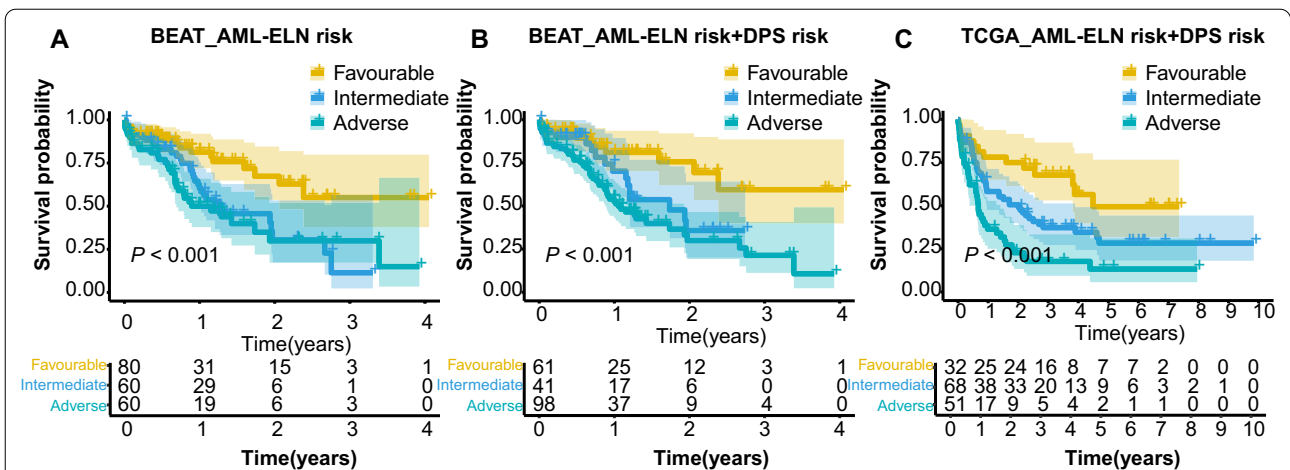 A BEAT_AML-ELN risk
Favourable
Intermediate
Adverse
Survival probability
1.00
0.75
0.50
0.25
0.00
P < 0.001
0 1 2 3 4
Time(years)
Favourable 80 31 15 3 1
Intermediate 60 29 6 1 0
Adverse 60 19 6 3 0
0 1 2 3 4
Time(years)
B BEAT_AML-ELN risk+DPS risk
Favourable
Intermediate
Adverse
Survival probability
1.00
0.75
0.50
0.25
0.00
P < 0.001
0 1 2 3 4
Time(years)
Favourable 61 25 12 3 1
Intermediate 41 17 6 0 0
Adverse 98 37 9 4 0
0 1 2 3 4
Time(years)
C TCGA_AML-ELN risk+DPS risk
Favourable
Intermediate
Adverse
Survival probability
1.00
0.75
0.50
0.25
0.00
P < 0.001
0 1 2 3 4 5 6 7 8 9 10
Time(years)
Favourable 32 25 24 16 8 7 7 2 0 0 0
Intermediate 68 38 33 20 13 9 6 3 2 1 0
Adverse 51 17 9 5 4 2 1 1 0 0 0
0 1 2 3 4 5 6 7 8 9 10
Time(years)